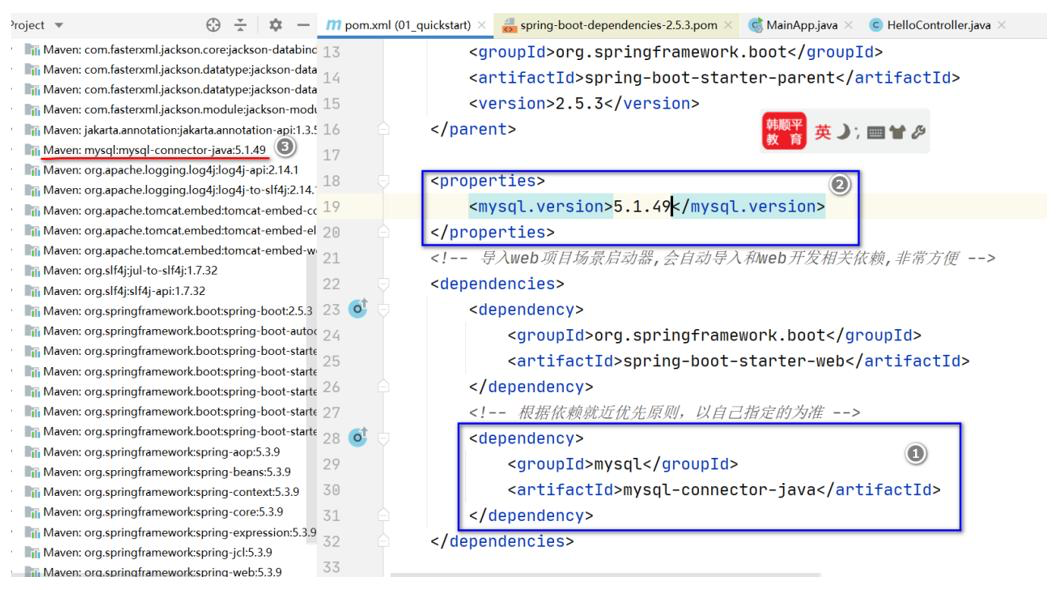 Project
pom.xml (01_quickstart)
spring-boot-dependencies-2.5.3.pom
MainApp.java
HelloController.java
Maven: com.fasterxml.jackson.core:jackson-databind
Maven: com.fasterxml.jackson.datatype:jackson-data
Maven: com.fasterxml.jackson.datatype:jackson-data
Maven: com.fasterxml.jackson.module:jackson-modu
Maven: jakarta.annotation:jakarta.annotation-api:1.3.5
Maven: mysql:mysql-connector-java:5.1.49
3
Maven: org.apache.logging.log4j:log4j-api:2.14.1
Maven: org.apache.logging.log4j:log4j-to-slf4j:2.14.
Maven: org.apache.tomcat.embed:tomcat-embed-co
Maven: org.apache.tomcat.embed:tomcat-embed-el
Maven: org.apache.tomcat.embed:tomcat-embed-w
Maven: org.slf4j:jul-to-slf4j:1.7.32
Maven: org.slf4j:slf4j-api:1.7.32
Maven: org.springframework.boot:spring-boot:2.5.3
Maven: org.springframework.boot:spring-boot-autoc
Maven: org.springframework.boot:spring-boot-starte
Maven: org.springframework.boot:spring-boot-starte
Maven: org.springframework.boot:spring-boot-starte
Maven: org.springframework.boot:spring-boot-starte
Maven: org.springframework.boot:spring-boot-starte
Maven: org.springframework:spring-aop:5.3.9
Maven: org.springframework:spring-beans:5.3.9
Maven: org.springframework:spring-context:5.3.9
Maven: org.springframework:spring-core:5.3.9
Maven: org.springframework:spring-expression:5.3.9
Maven: org.springframework:spring-jcl:5.3.9
Maven: org.springframework:spring-web:5.3.9
13 <groupId>org.springframework.boot</groupId>
14 <artifactId>spring-boot-starter-parent</artifactId>
15 <version>2.5.3</version>
16 </parent>
韩顺平
教 育
英
17
18 <properties>
2
19 <mysql.version>5.1.49</mysql.version>
20 </properties>
21 <!-- 导入web项目场景启动器,会自动导入和web开发相关依赖,非常方便 -->
22 <dependencies>
23 <dependency>
24 <groupId>org.springframework.boot</groupId>
25 <artifactId>spring-boot-starter-web</artifactId>
26 </dependency>
27 <!-- 根据依赖就近优先原则，以自己指定的为准 -->
28 <dependency>
1
29 <groupId>mysql</groupId>
30 <artifactId>mysql-connector-java</artifactId>
31 </dependency>
32 </dependencies>
33